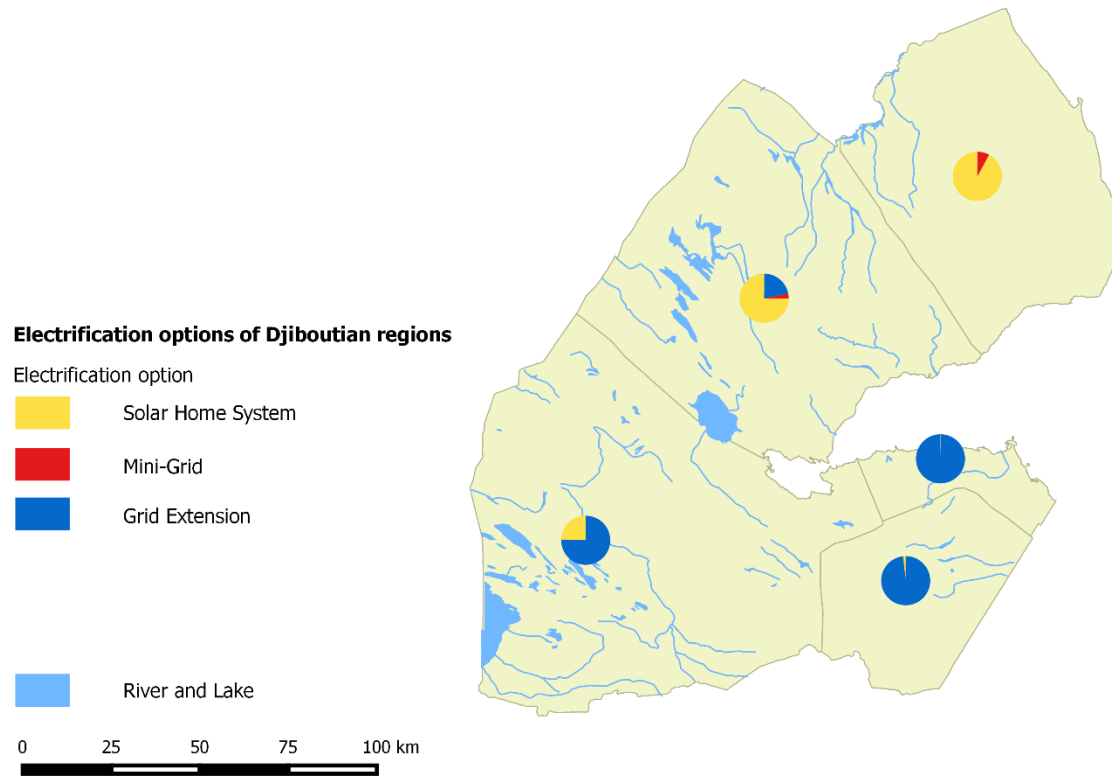 Electrification options of Djiboutian regions
Electrification option
Solar Home System
Mini-Grid
Grid Extension
River and Lake
0 25 50 75 100 km